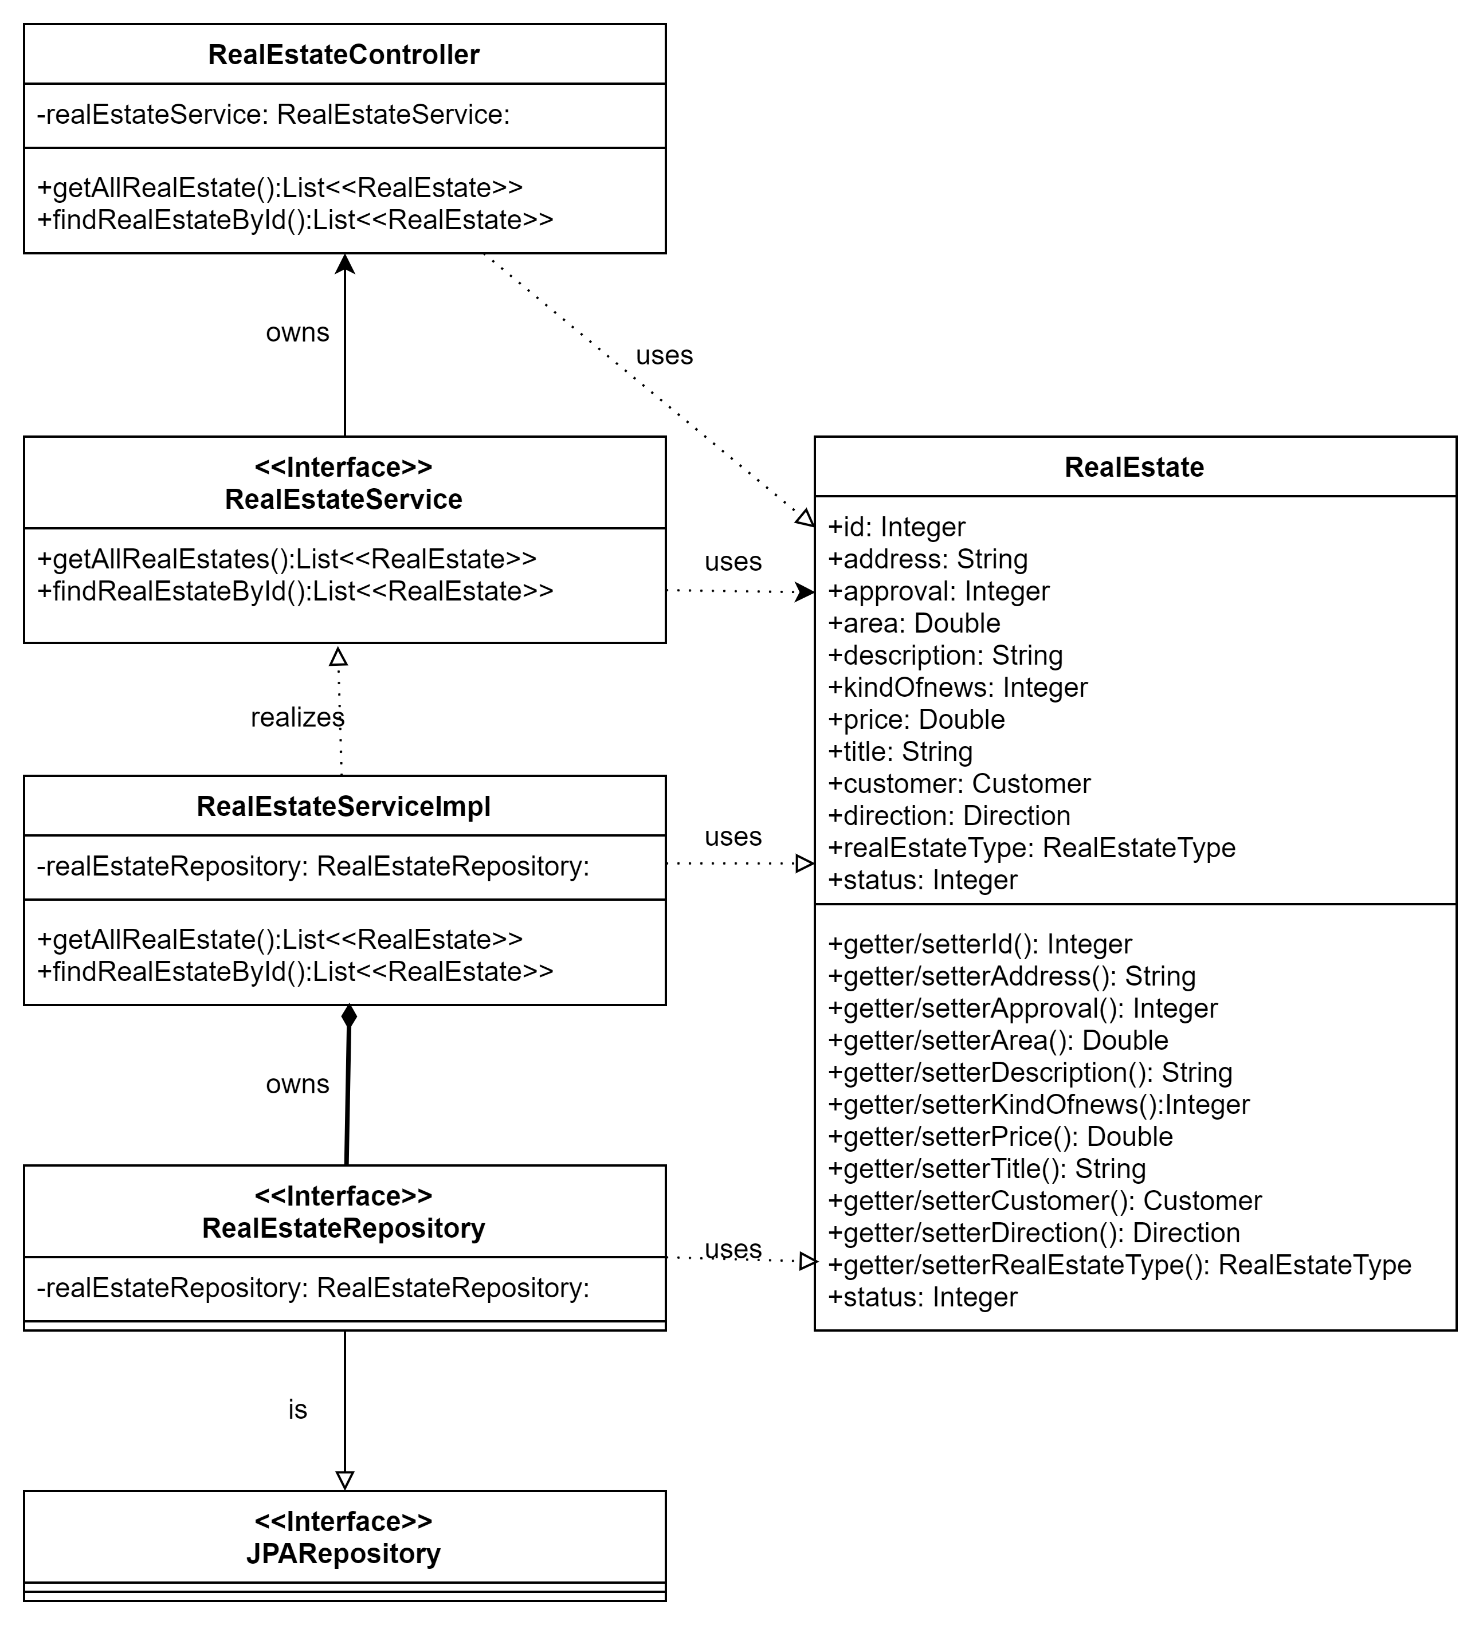 RealEstateController
-realEstateService: RealEstateService:
+getAllRealEstate():List<<RealEstate>>
+findRealEstateById():List<<RealEstate>>
owns
uses
<<Interface>>
RealEstateService
+getAllRealEstates():List<<RealEstate>>
+findRealEstateById():List<<RealEstate>>
uses
realizes
RealEstateServiceImpl
-realEstateRepository: RealEstateRepository:
+getAllRealEstate():List<<RealEstate>>
+findRealEstateById():List<<RealEstate>>
uses
owns
<<Interface>>
RealEstateRepository
-realEstateRepository: RealEstateRepository:
uses
is
<<Interface>>
JPARepository
RealEstate
+id: Integer
+address: String
+approval: Integer
+area: Double
+description: String
+kindOfnews: Integer
+price: Double
+title: String
+customer: Customer
+direction: Direction
+realEstateType: RealEstateType
+status: Integer
+getter/setterId(): Integer
+getter/setterAddress(): String
+getter/setterApproval(): Integer
+getter/setterArea(): Double
+getter/setterDescription(): String
+getter/setterKindOfnews():Integer
+getter/setterPrice(): Double
+getter/setterTitle(): String
+getter/setterCustomer(): Customer
+getter/setterDirection(): Direction
+getter/setterRealEstateType(): RealEstateType
+status: Integer